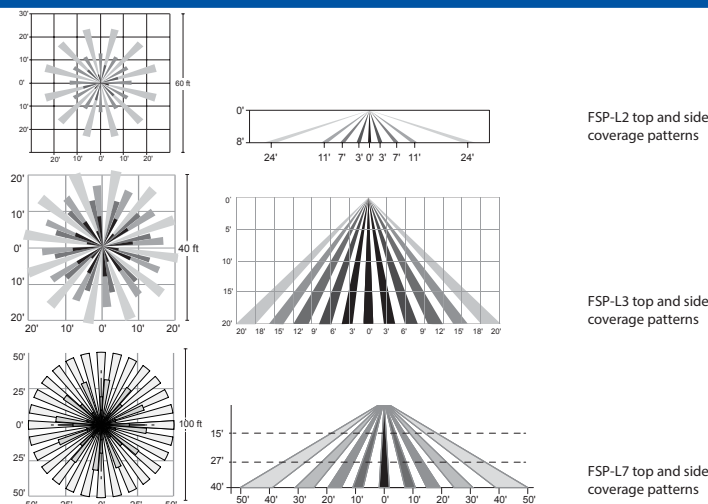 30'
20'
10'
0'
10'
20'
20' 10' 0' 10' 20'
60 ft
0'
8'
24' 11' 7' 3' 0' 3' 7' 11' 24'
FSP-L2 top and side
coverage patterns
20'
10'
0'
10'
20'
20' 10' 0' 10' 20'
40 ft
0'
5'
10'
15'
20'
20' 18' 15' 12' 9' 6' 3' 0' 3' 6' 9' 12' 15' 18' 20'
FSP-L3 top and side
coverage patterns
50'
25'
0'
25'
50'
50' 25' 0' 25' 50'
100 ft
15'
27'
40'
50' 40' 30' 20' 10' 0' 10' 20' 30' 40' 50'
FSP-L7 top and side
coverage patterns